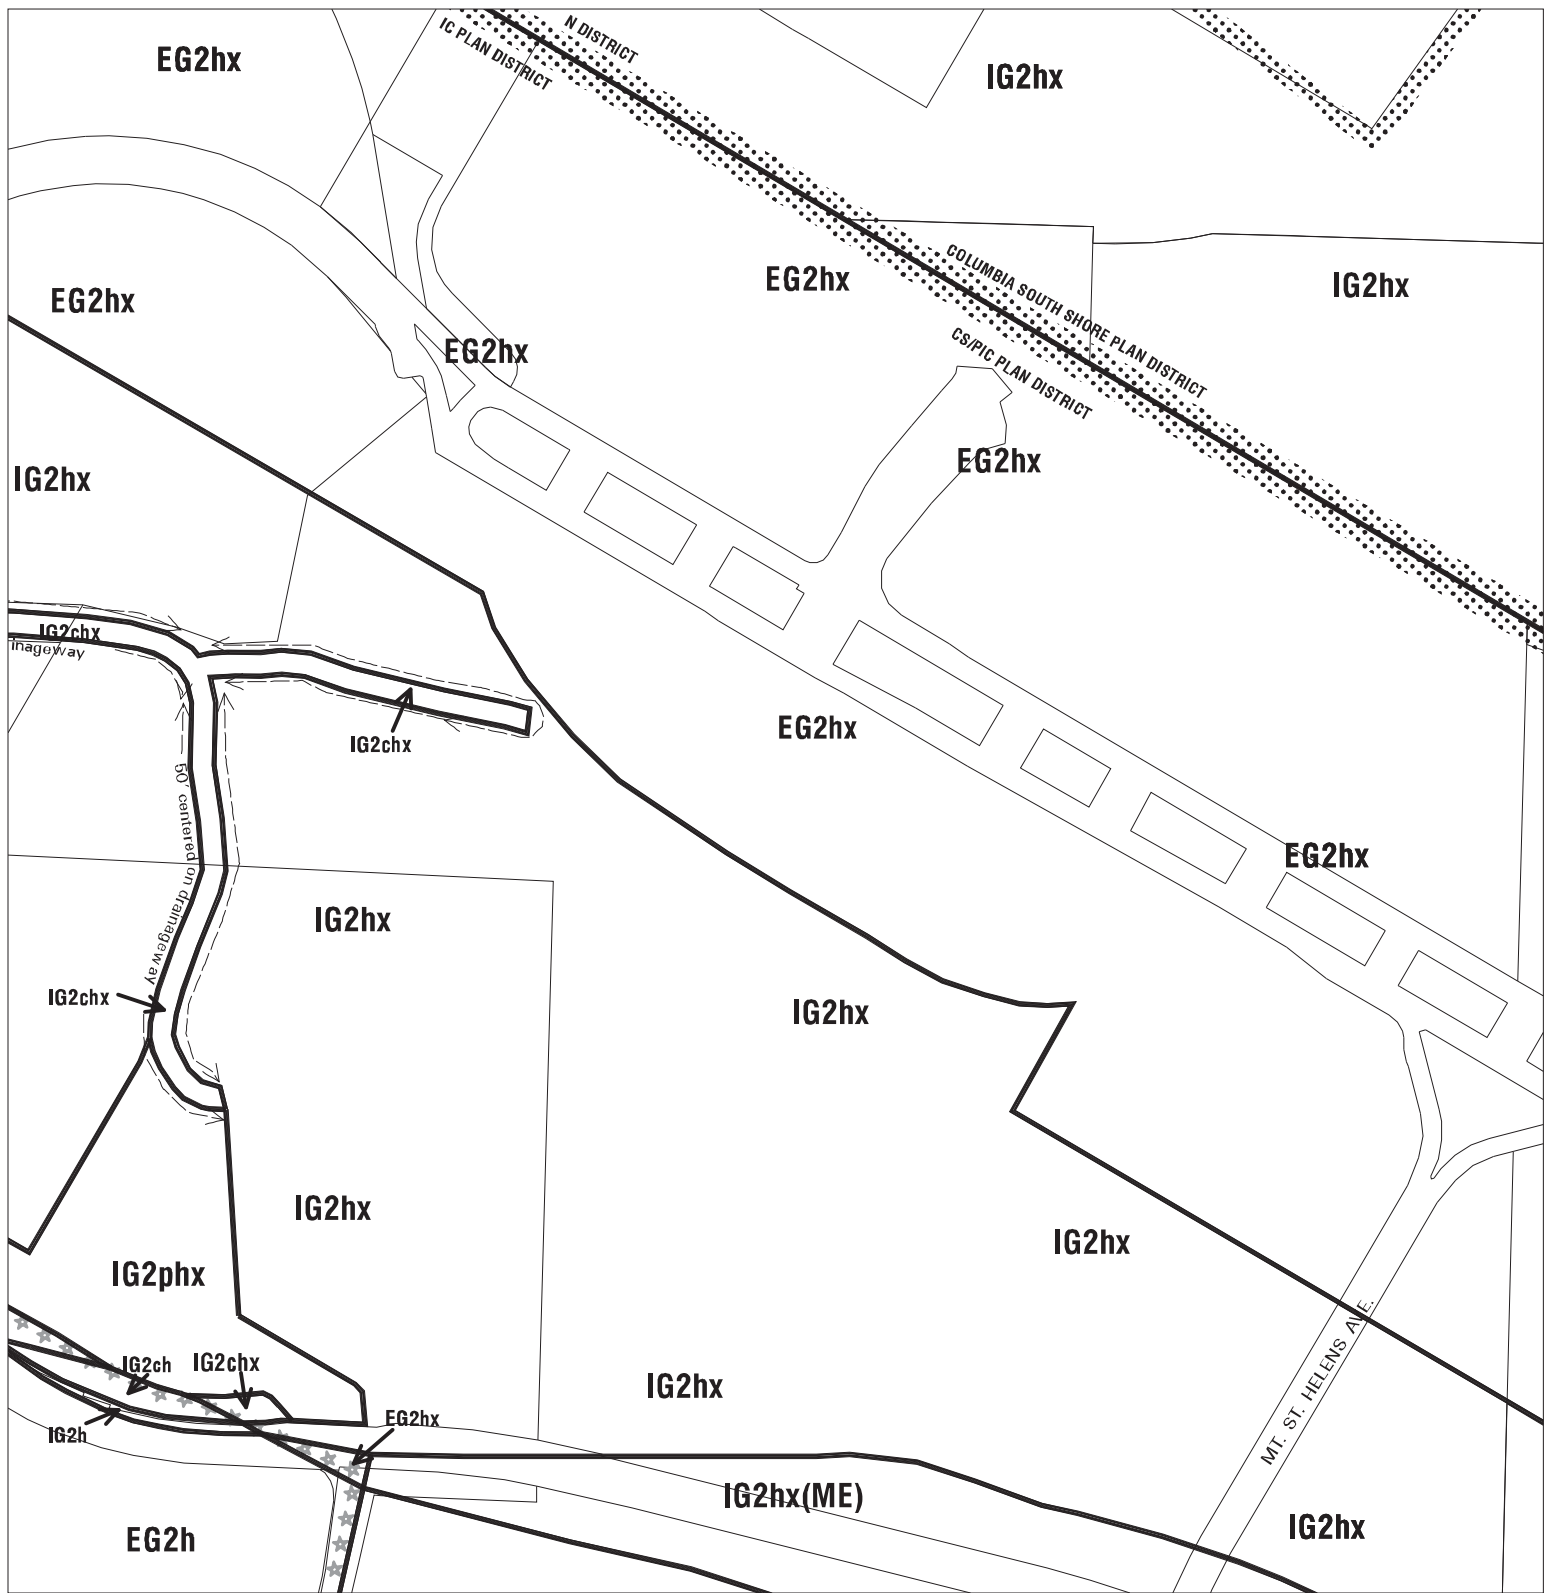 N DISTRICT
IC PLAN DISTRICT
EG2hx
IG2hx
EG2hx
COLUMBIA SOUTH SHORE PLAN DISTRICT
IG2hx
EG2hx
CS/PIC PLAN DISTRICT
EG2hx
EG2hx
IG2hx
IG2chx
inageway
IG2chx
EG2hx
50' centered on drainageway
EG2hx
IG2hx
IG2chx
IG2hx
IG2hx
IG2hx
IG2phx
MT. ST. HELENS AVE.
IG2ch
IG2chx
IG2hx
EG2hx
IG2h
IG2hx(ME)
IG2hx
EG2h